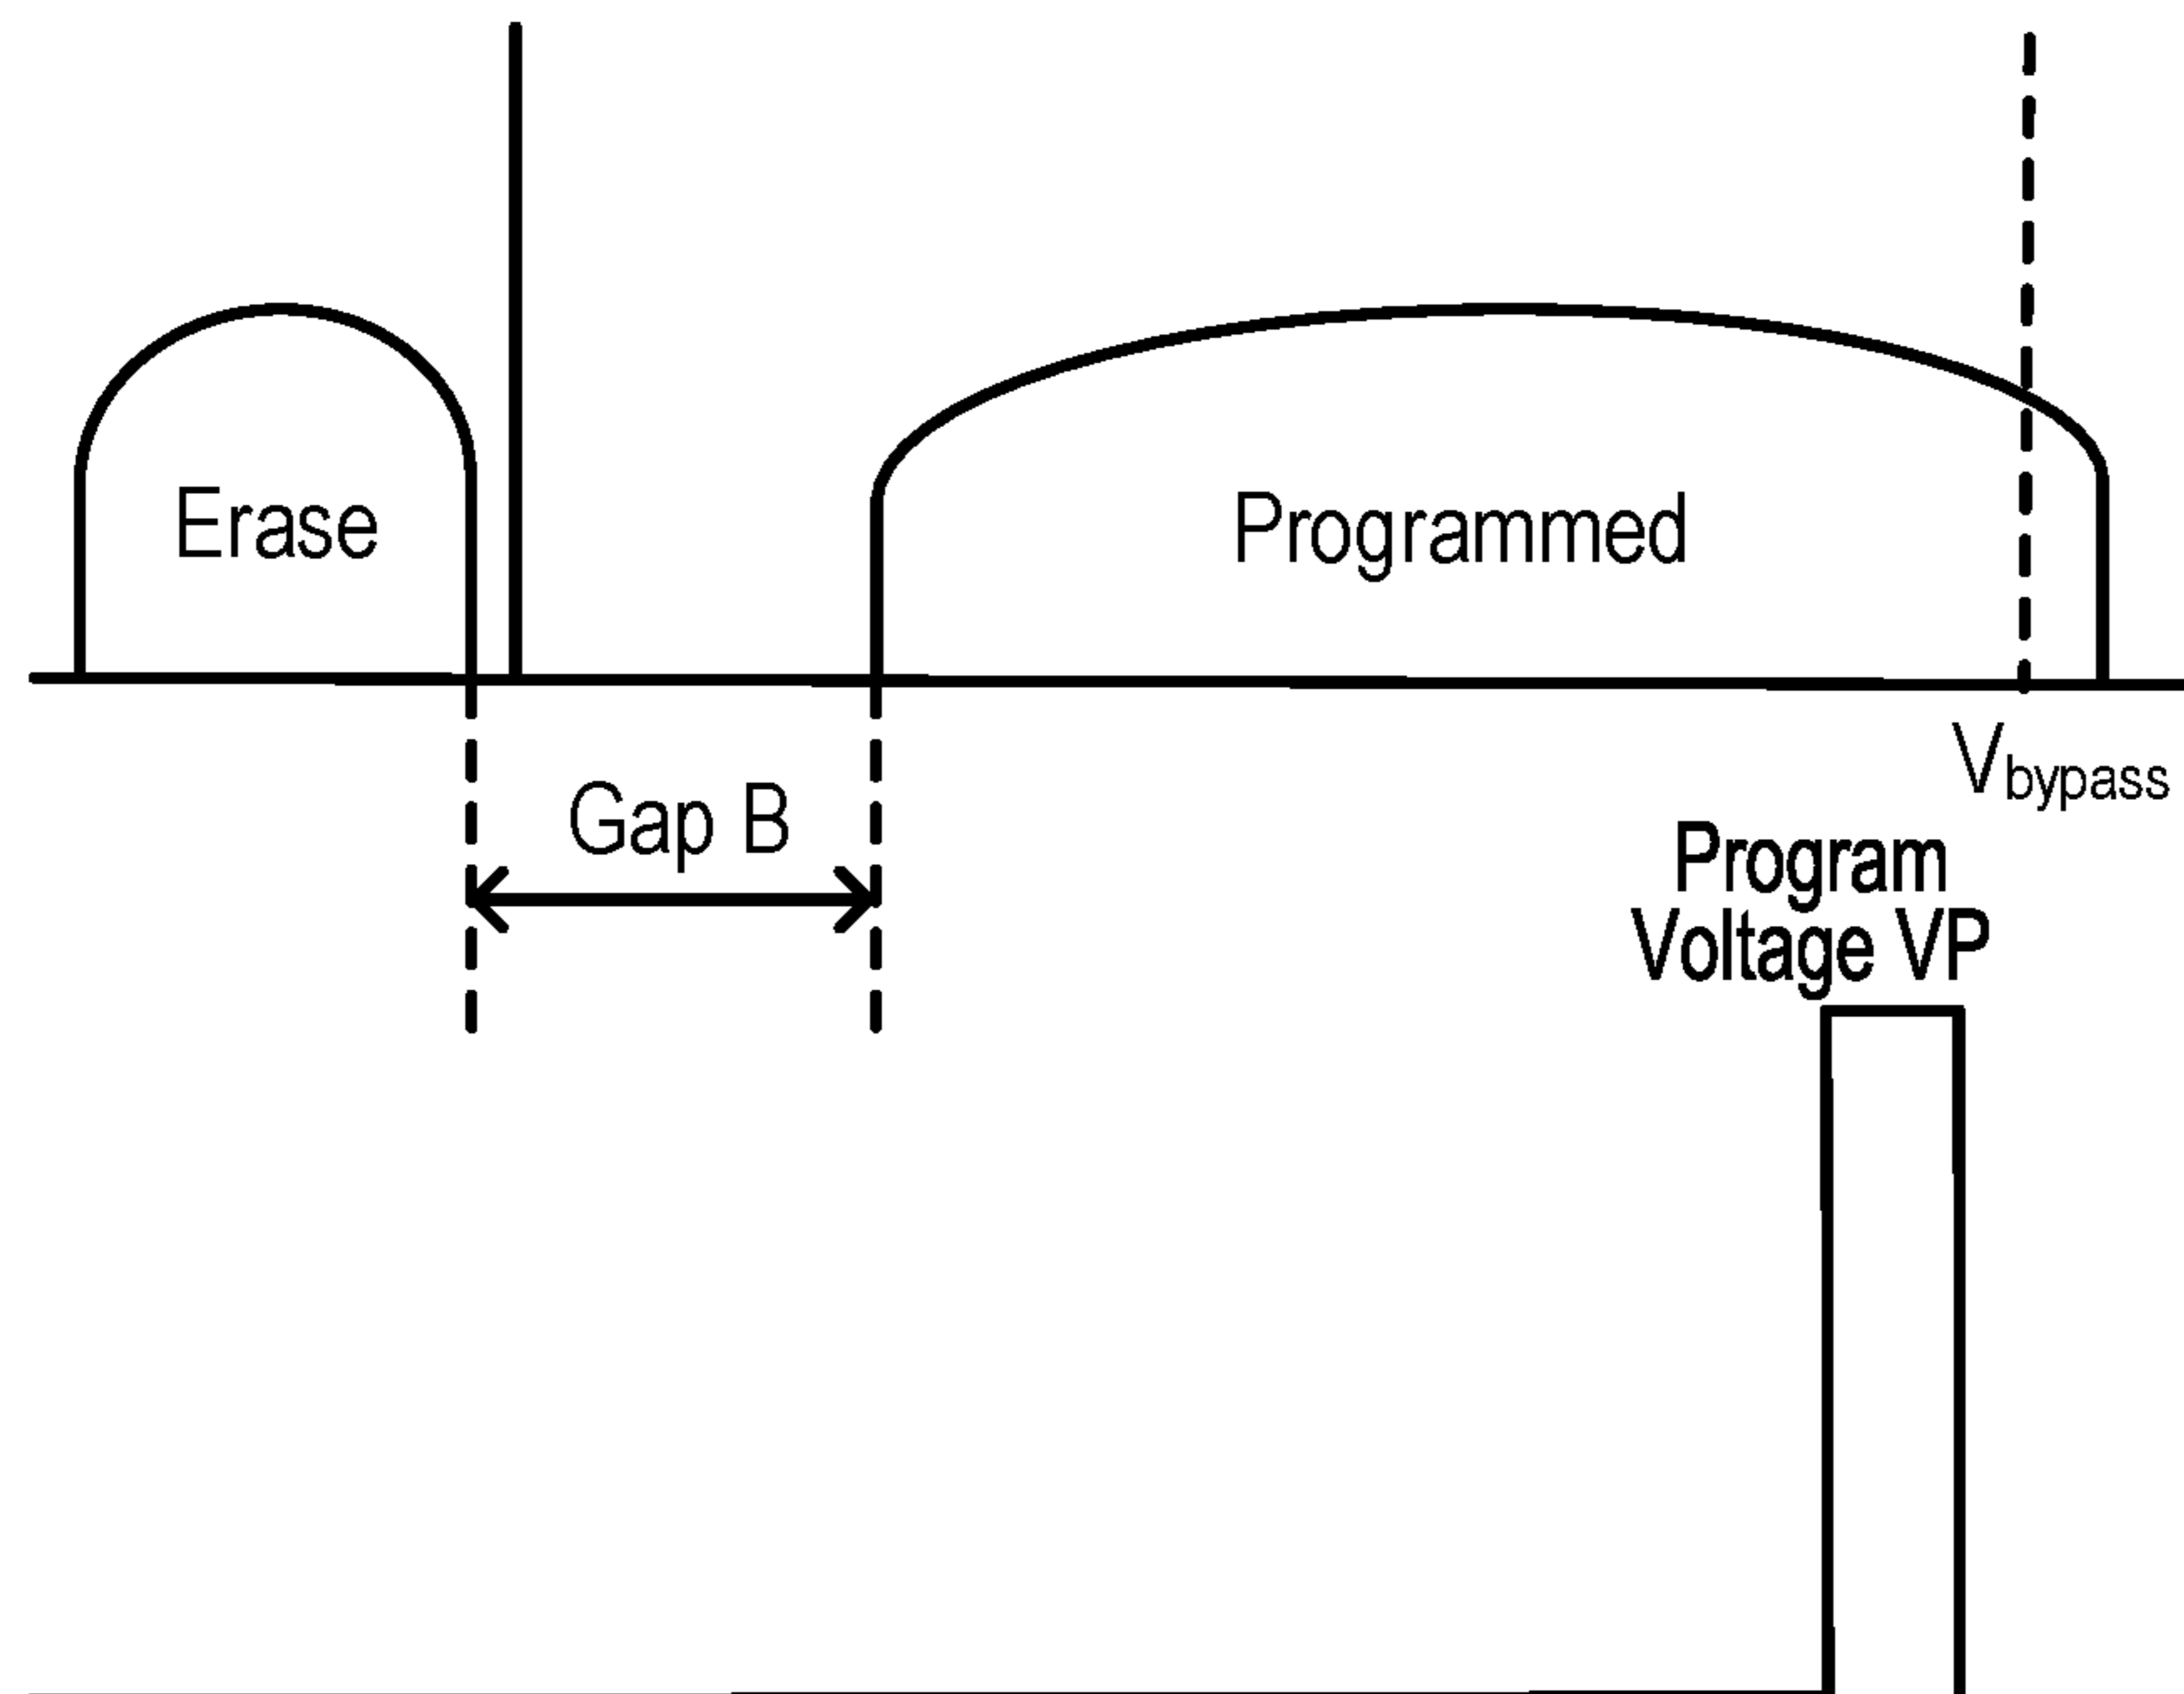 Erase
Programmed
Vbypass
Gap B
Program
Voltage VP